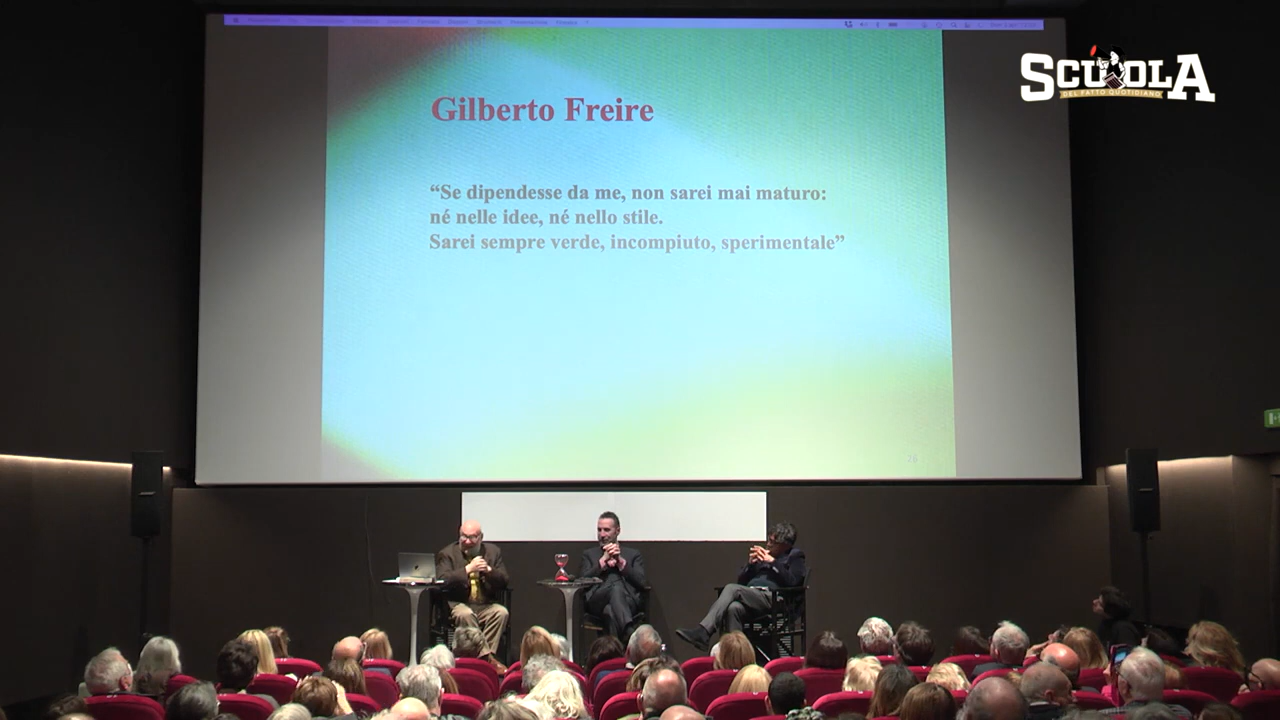 SCUOLA
DEL FATTO QUOTIDIANO
Gilberto Freire
“Se dipendesse da me, non sarei mai maturo:
né nelle idee, né nello stile.
Sarei sempre verde, incompiuto, sperimentale”
26